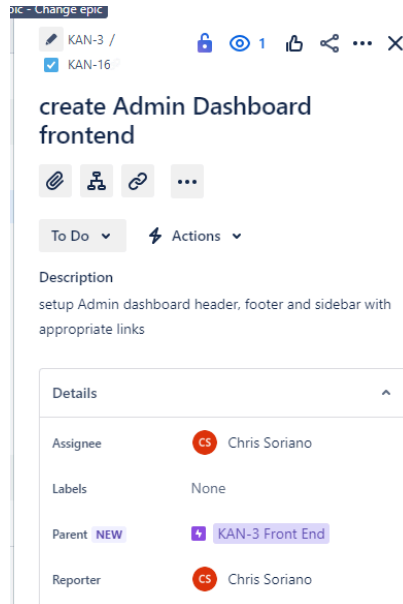 ic - Change epic
KAN-3 /
1
KAN-16
create Admin Dashboard
frontend
To Do
Actions
Description
setup Admin dashboard header, footer and sidebar with
appropriate links
Details
Assignee CS Chris Soriano
Labels None
Parent NEW KAN-3 Front End
Reporter CS Chris Soriano